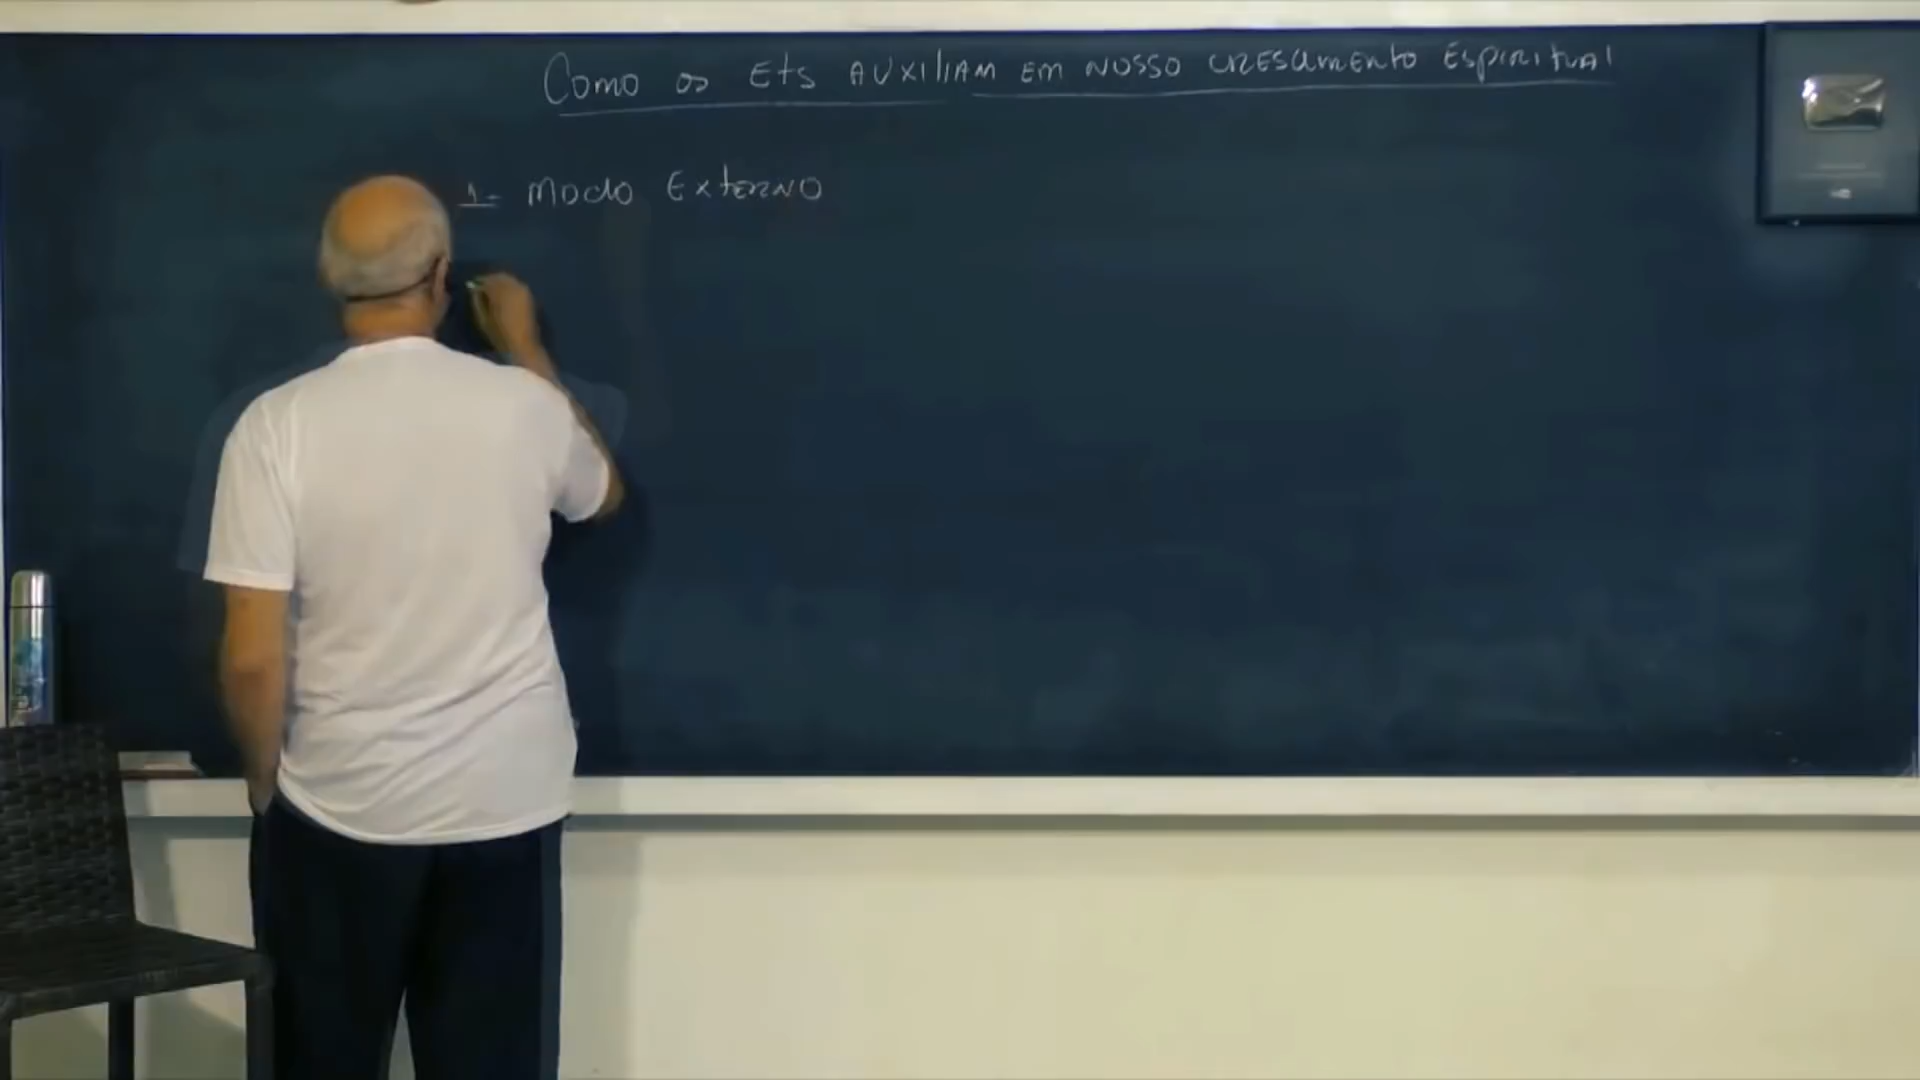 Como os Ets AUXILIAM EM NOSSO CRESCIMENTO ESPIRITUAL
1- MODO EXTERNO